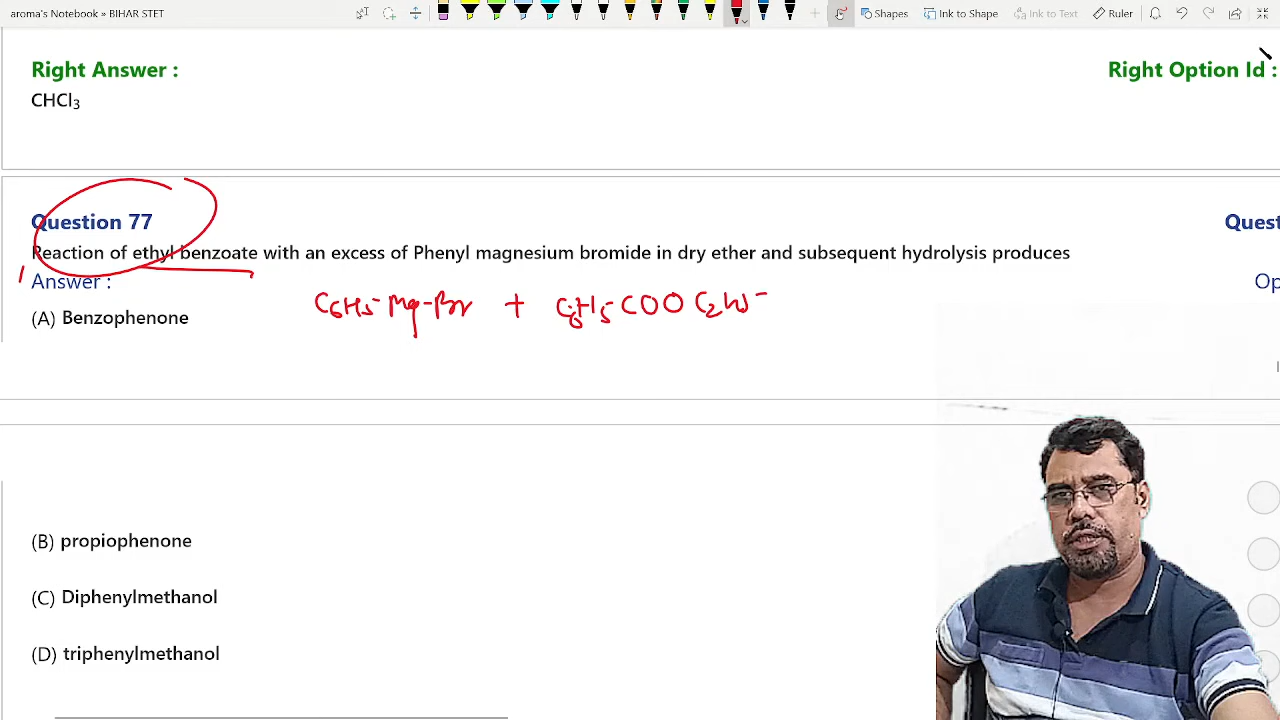 aroma's Notebook » BIHAR STET
Shapes Ink to Shape Ink to Text Ruler
Right Answer :
Right Option Id :
CHCl₃
Question 77
Quest
Reaction of ethyl benzoate with an excess of Phenyl magnesium bromide in dry ether and subsequent hydrolysis produces
Answer :
Op
C₆H₅-Mg-Br + C₆H₅COOC₂H₅
(A) Benzophenone
(B) propiophenone
(C) Diphenylmethanol
(D) triphenylmethanol